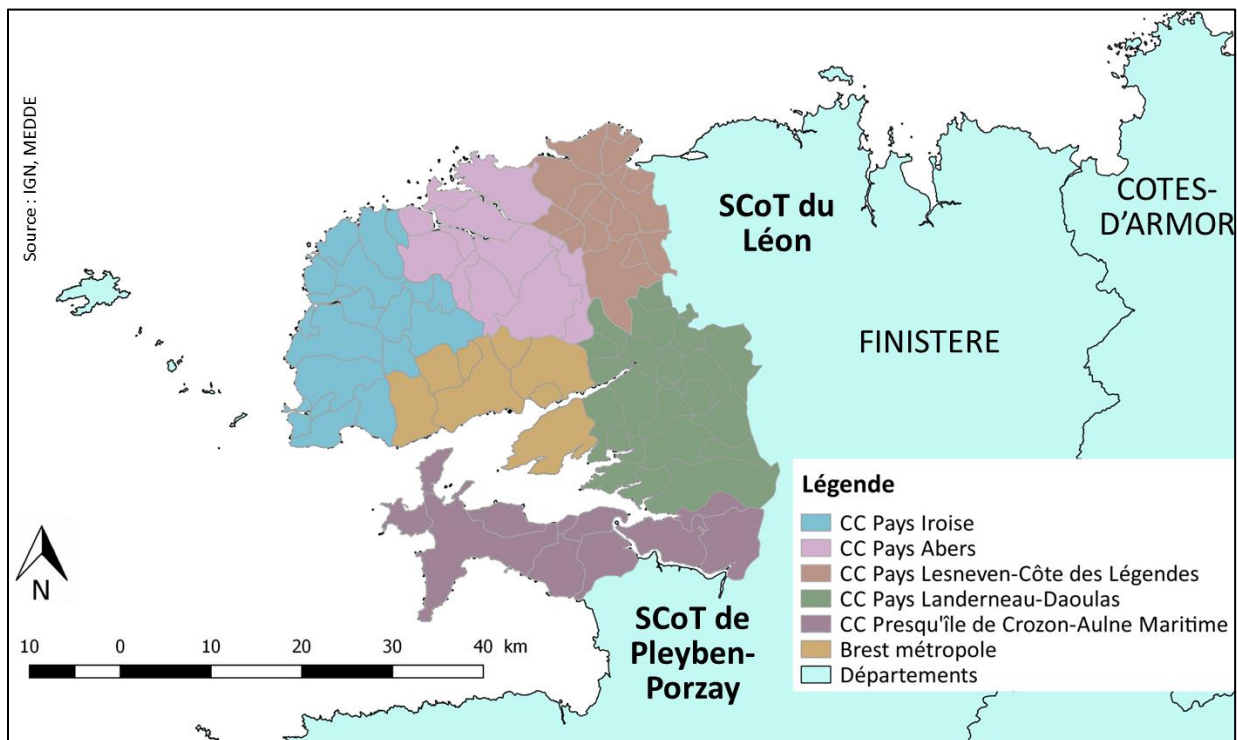 Source : IGN, MEDDE
SCoT du
Léon
COTES-
D'ARMOR
FINISTERE
Légende
CC Pays Iroise
CC Pays Abers
CC Pays Lesneven-Côte des Légendes
CC Pays Landerneau-Daoulas
CC Presqu'île de Crozon-Aulne Maritime
Brest métropole
Départements
SCoT de
Pleyben-
Porzay
N
10 0 10 20 30 40 km